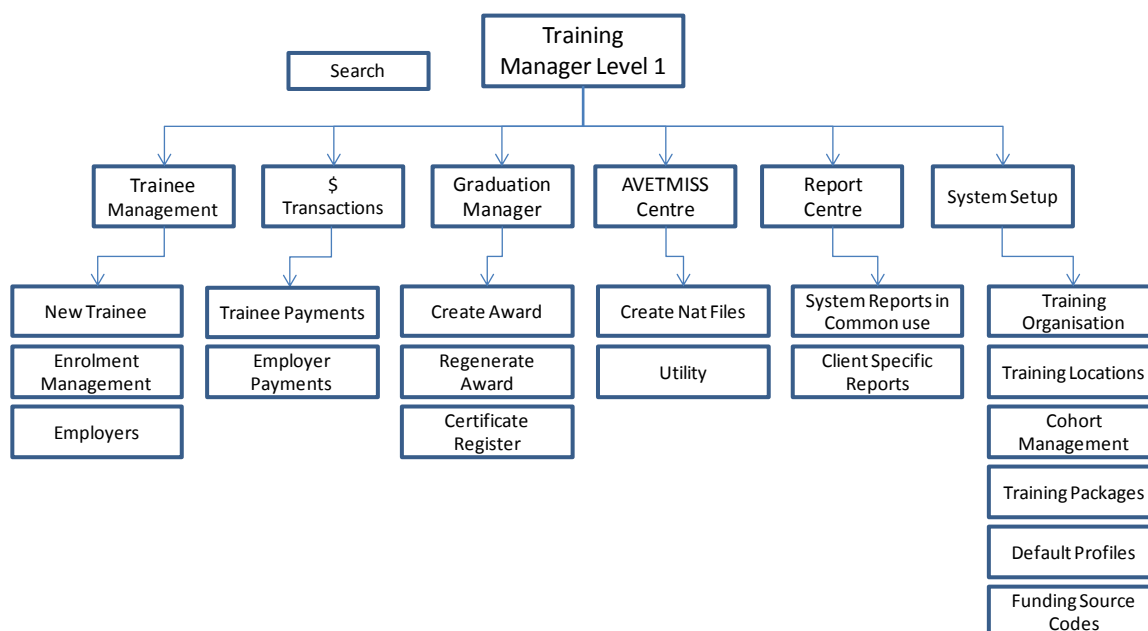 Training
Manager Level 1
Search
Trainee
Management
$
Transactions
Graduation
Manager
AVETMISS
Centre
Report
Centre
System Setup
New Trainee
Enrolment
Management
Employers
Trainee Payments
Employer
Payments
Create Award
Regenerate
Award
Certificate
Register
Create Nat Files
Utility
System Reports in
Common use
Client Specific
Reports
Training
Organisation
Training Locations
Cohort
Management
Training Packages
Default Profiles
Funding Source
Codes